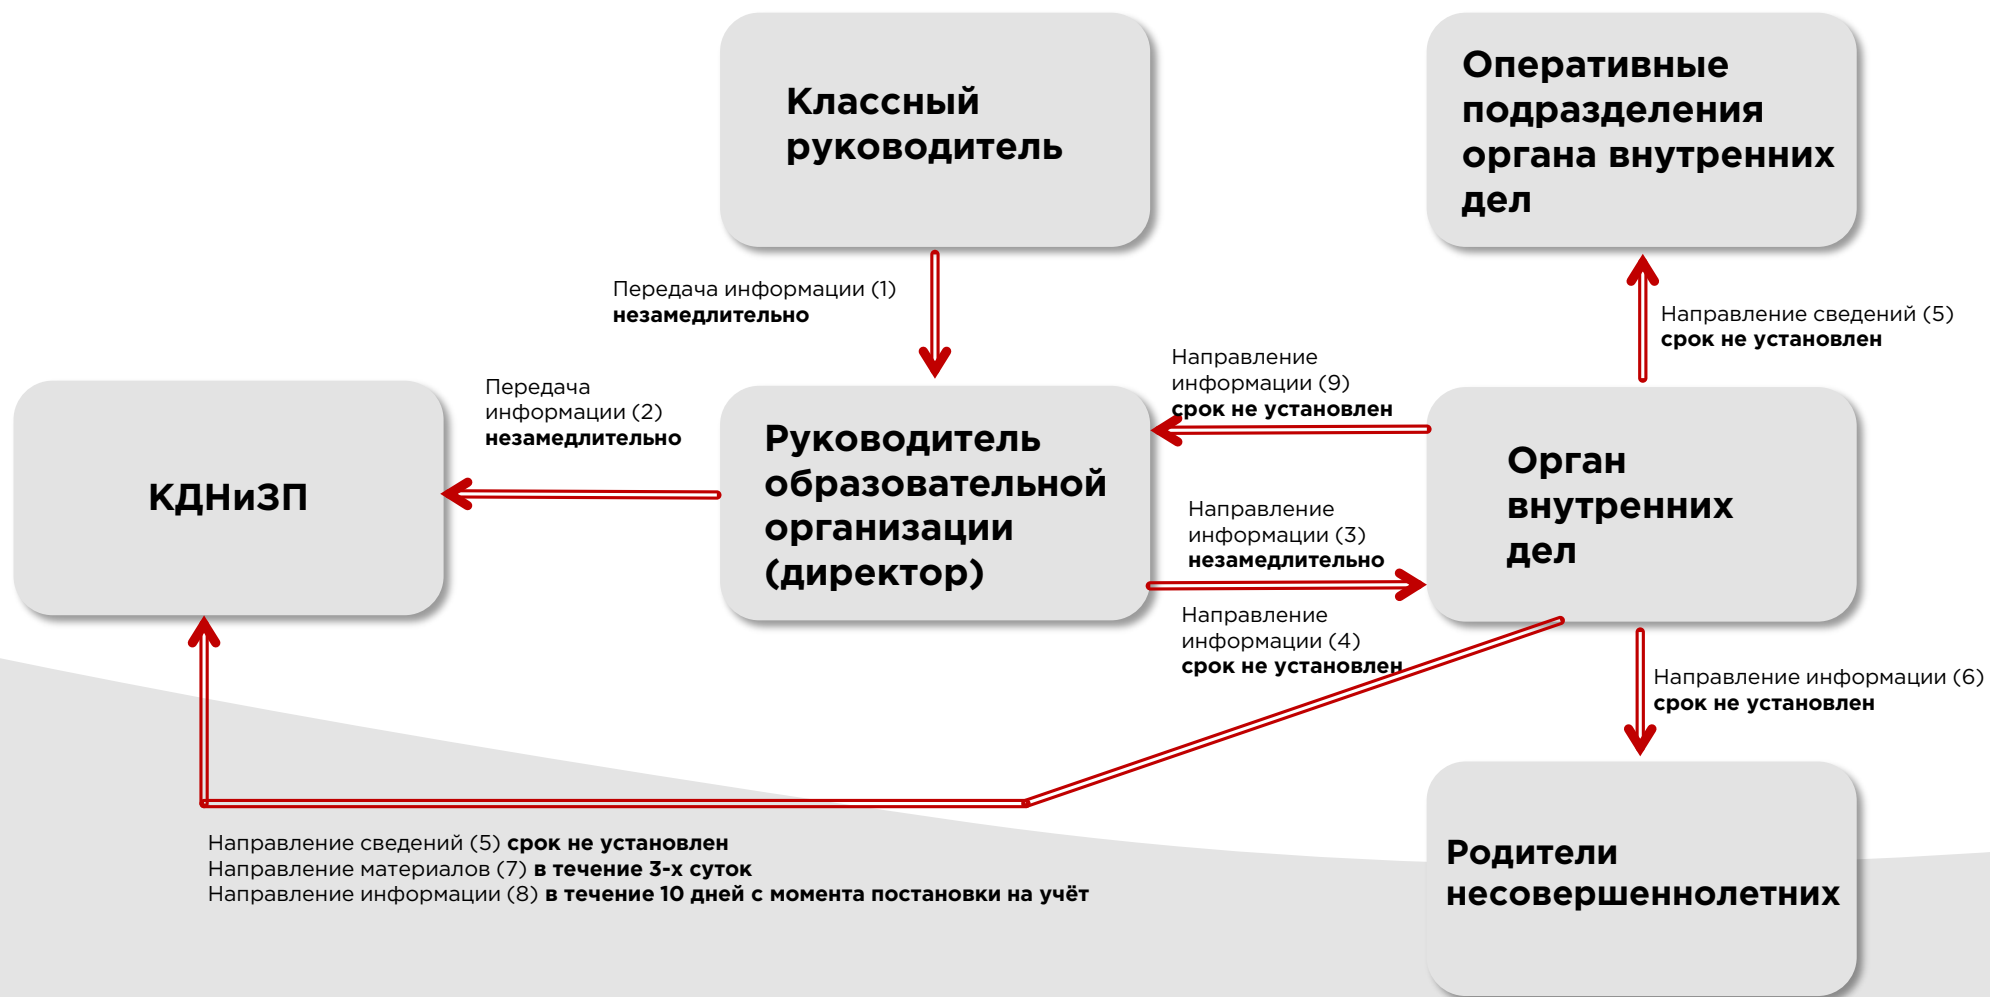 Классный
руководитель
Оперативные
подразделения
органа внутренних
дел
Передача информации (1)
незамедлительно
Направление сведений (5)
срок не установлен
Направление
информации (9)
срок не установлен
Передача
информации (2)
незамедлительно
КДНиЗП
Руководитель
образовательной
организации
(директор)
Орган
внутренних
дел
Направление
информации (3)
незамедлительно
Направление
информации (4)
срок не установлен
Направление информации (6)
срок не установлен
Направление сведений (5) срок не установлен
Направление материалов (7) в течение 3-х суток
Направление информации (8) в течение 10 дней с момента постановки на учёт
Родители
несовершеннолетних